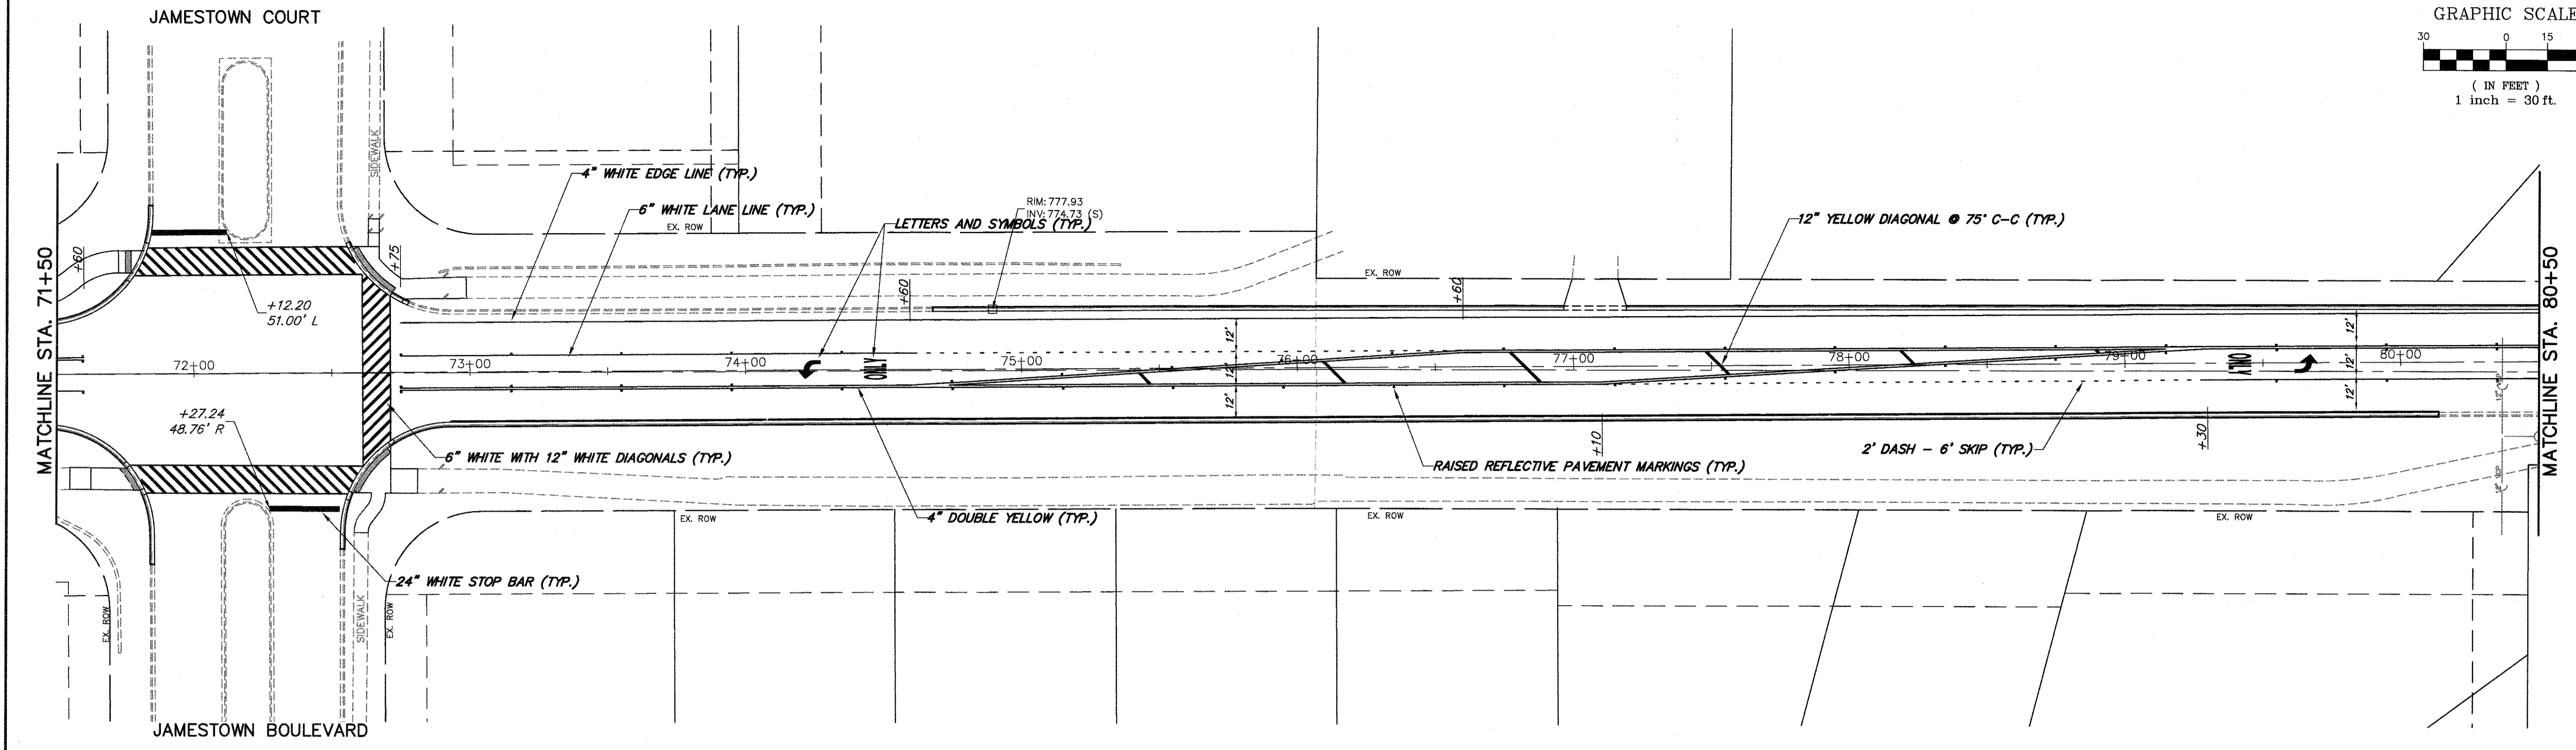 JAMESTOWN COURT
GRAPHIC SCALE
30 0 15
( IN FEET )
1 inch = 30 ft.
SIDEWALK
4" WHITE EDGE LINE (TYP.)
6" WHITE LANE LINE (TYP.)
RIM: 777.93
INV: 774.73 (S)
LETTERS AND SYMBOLS (TYP.)
12" YELLOW DIAGONAL @ 75' C-C (TYP.)
EX. ROW
EX. ROW
MATCHLINE STA. 71+50
+60
+75
+60
+60
MATCHLINE STA. 80+50
+12.20
51.00' L
12'
12'
12'
12'
12'
12'
72+00
73+00
74+00
75+00
76+00
77+00
78+00
79+00
80+00
ONLY
ONLY
+27.24
48.76' R
+10
+30
6" WHITE WITH 12" WHITE DIAGONALS (TYP.)
RAISED REFLECTIVE PAVEMENT MARKINGS (TYP.)
2' DASH - 6' SKIP (TYP.)
4" DOUBLE YELLOW (TYP.)
EX. ROW
EX. ROW
EX. ROW
24" WHITE STOP BAR (TYP.)
EX. ROW
SIDEWALK
EX. ROW
JAMESTOWN BOULEVARD